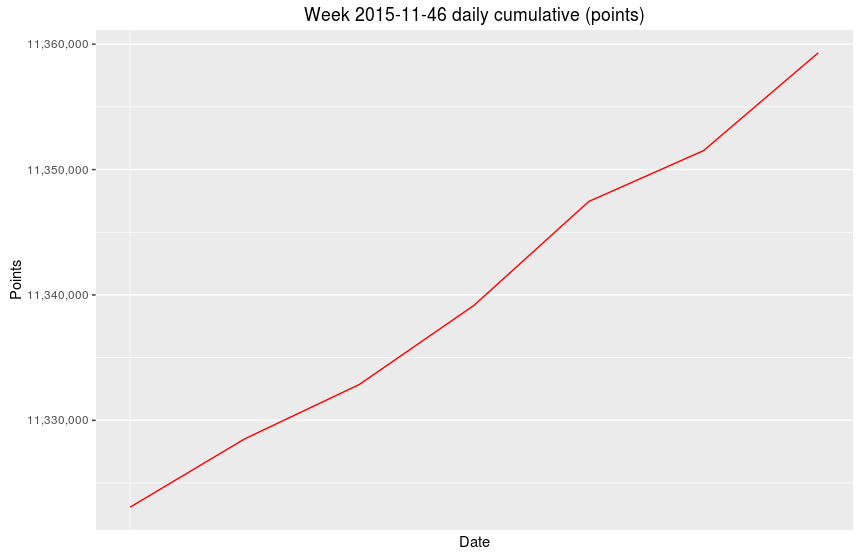 Week 2015-11-46 daily cumulative (points)
11,360,000
11,350,000
11,340,000
11,330,000
Points
Date